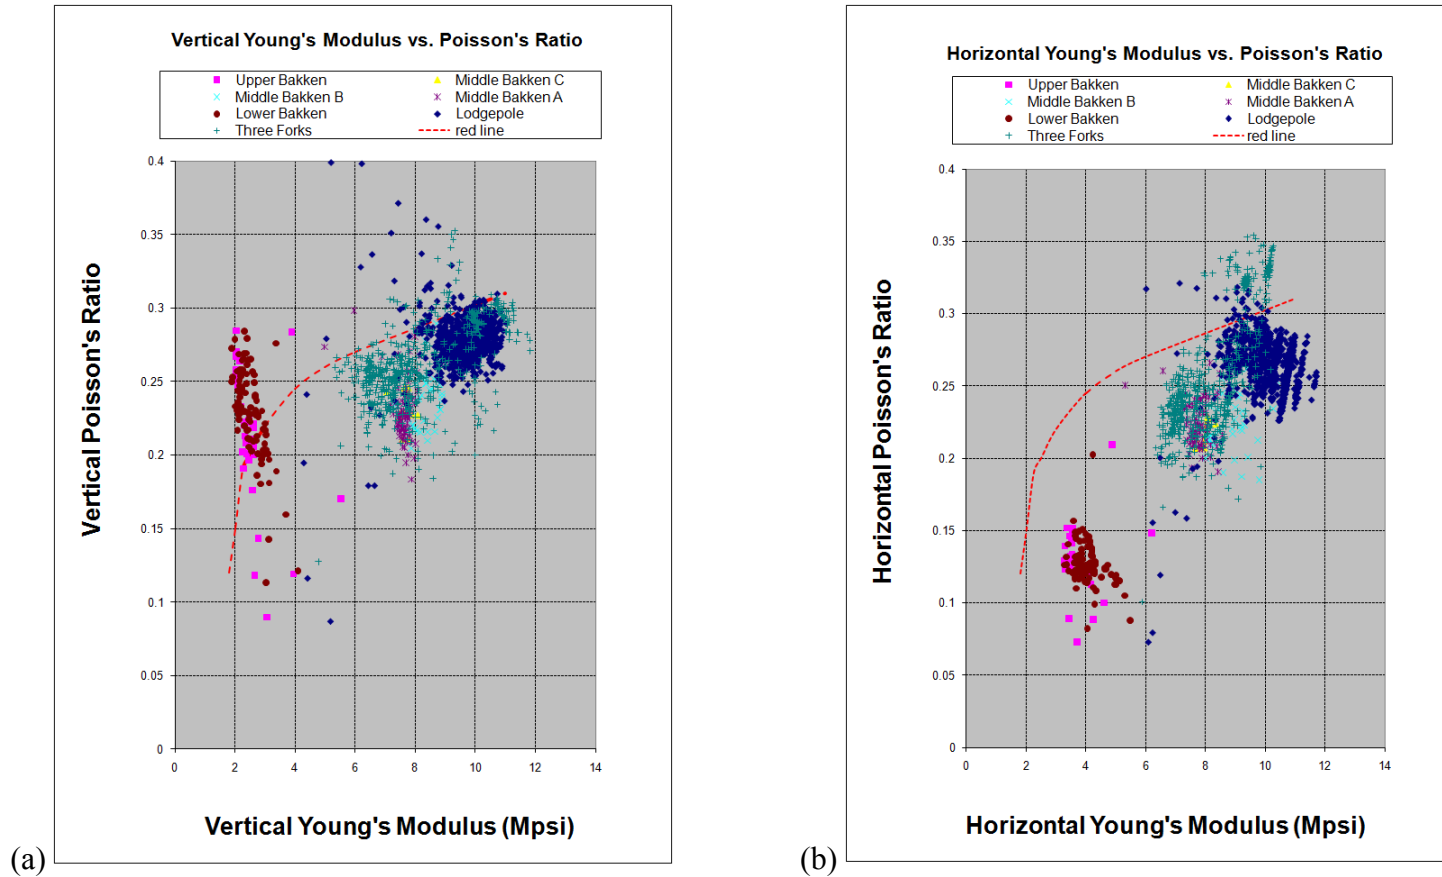 Vertical Young's Modulus vs. Poisson's Ratio
Upper Bakken
Middle Bakken C
Middle Bakken B
Middle Bakken A
Lower Bakken
Lodgepole
Three Forks
red line
0.4
0.35
0.3
0.25
0.2
0.15
0.1
0.05
0
Vertical Poisson's Ratio
0 2 4 6 8 10 12 14
Vertical Young's Modulus (Mpsi)
(a)
Horizontal Young's Modulus vs. Poisson's Ratio
Upper Bakken
Middle Bakken C
Middle Bakken B
Middle Bakken A
Lower Bakken
Lodgepole
Three Forks
red line
0.4
0.35
0.3
0.25
0.2
0.15
0.1
0.05
0
Horizontal Poisson's Ratio
0 2 4 6 8 10 12 14
Horizontal Young's Modulus (Mpsi)
(b)